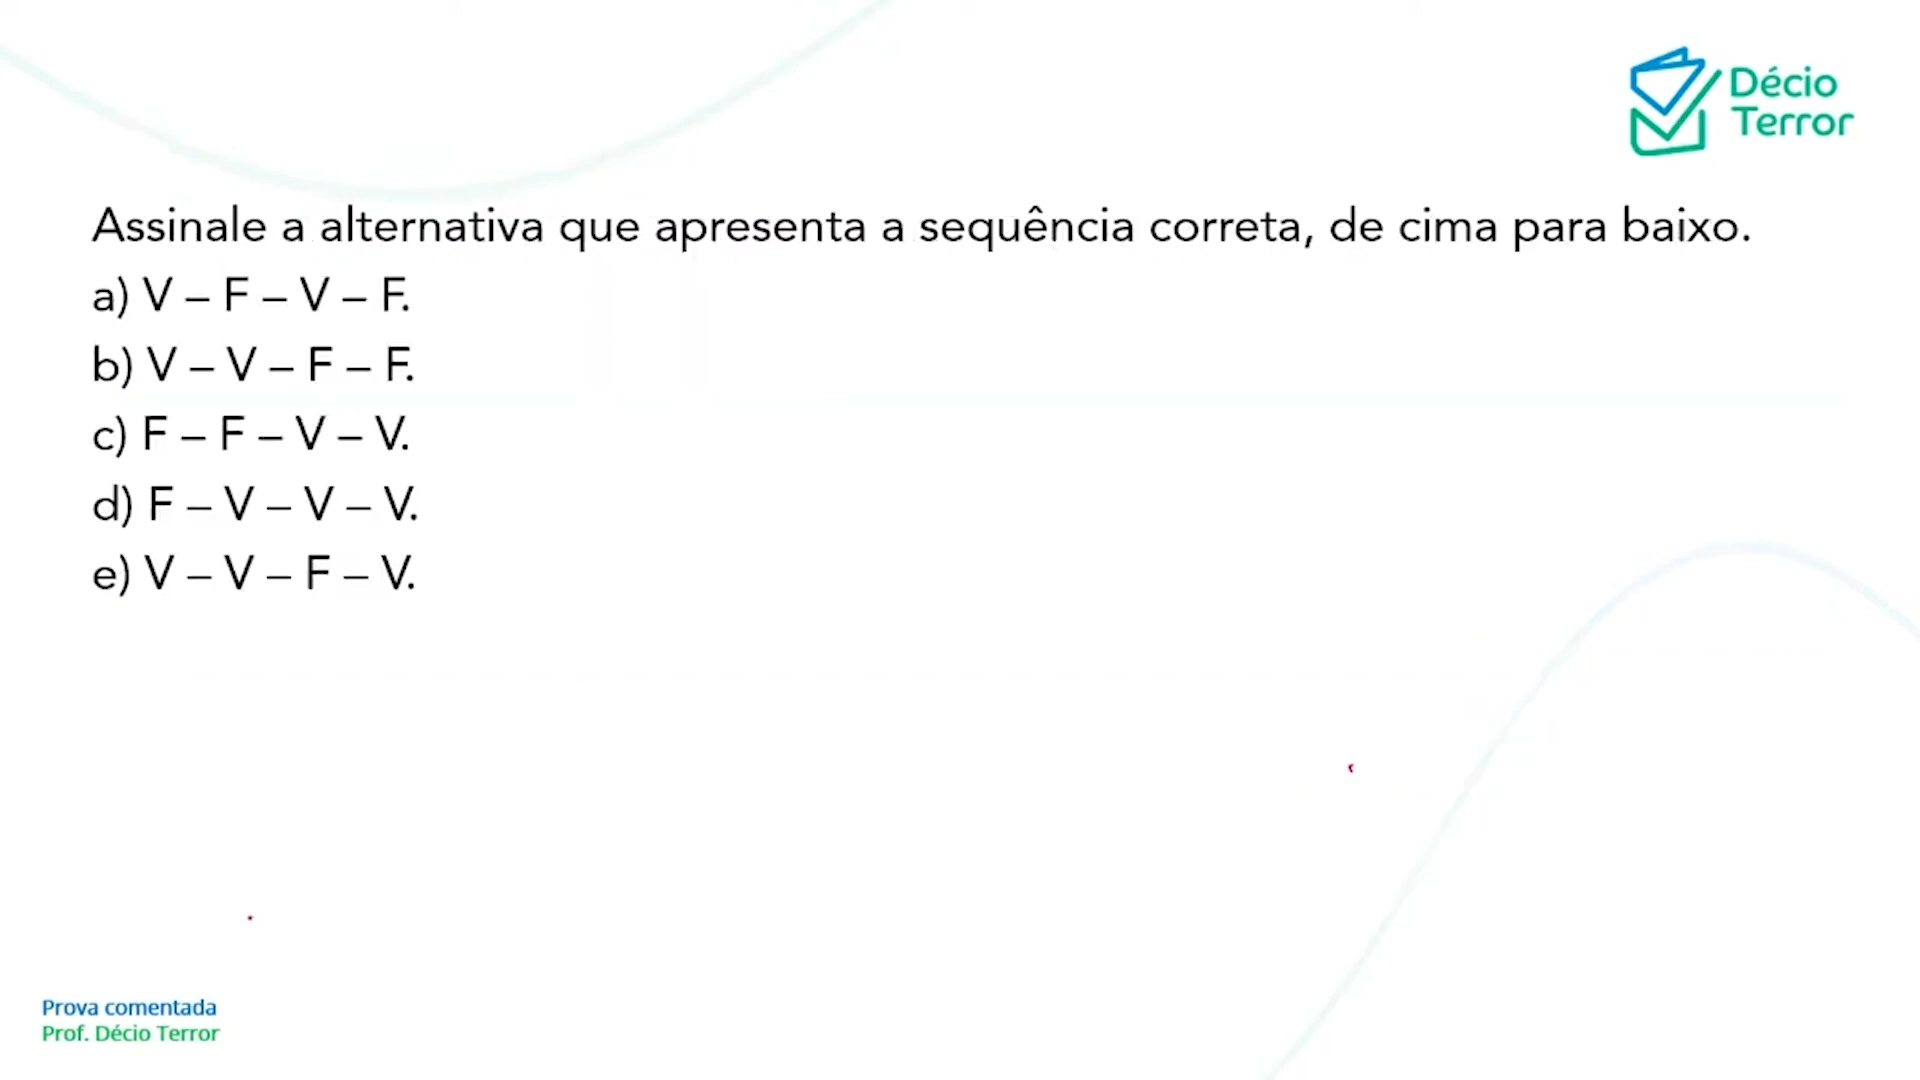 Décio
Terror
Assinale a alternativa que apresenta a sequência correta, de cima para baixo.
a) V – F – V – F.
b) V – V – F – F.
c) F – F – V – V.
d) F – V – V – V.
e) V – V – F – V.
Prova comentada
Prof. Décio Terror